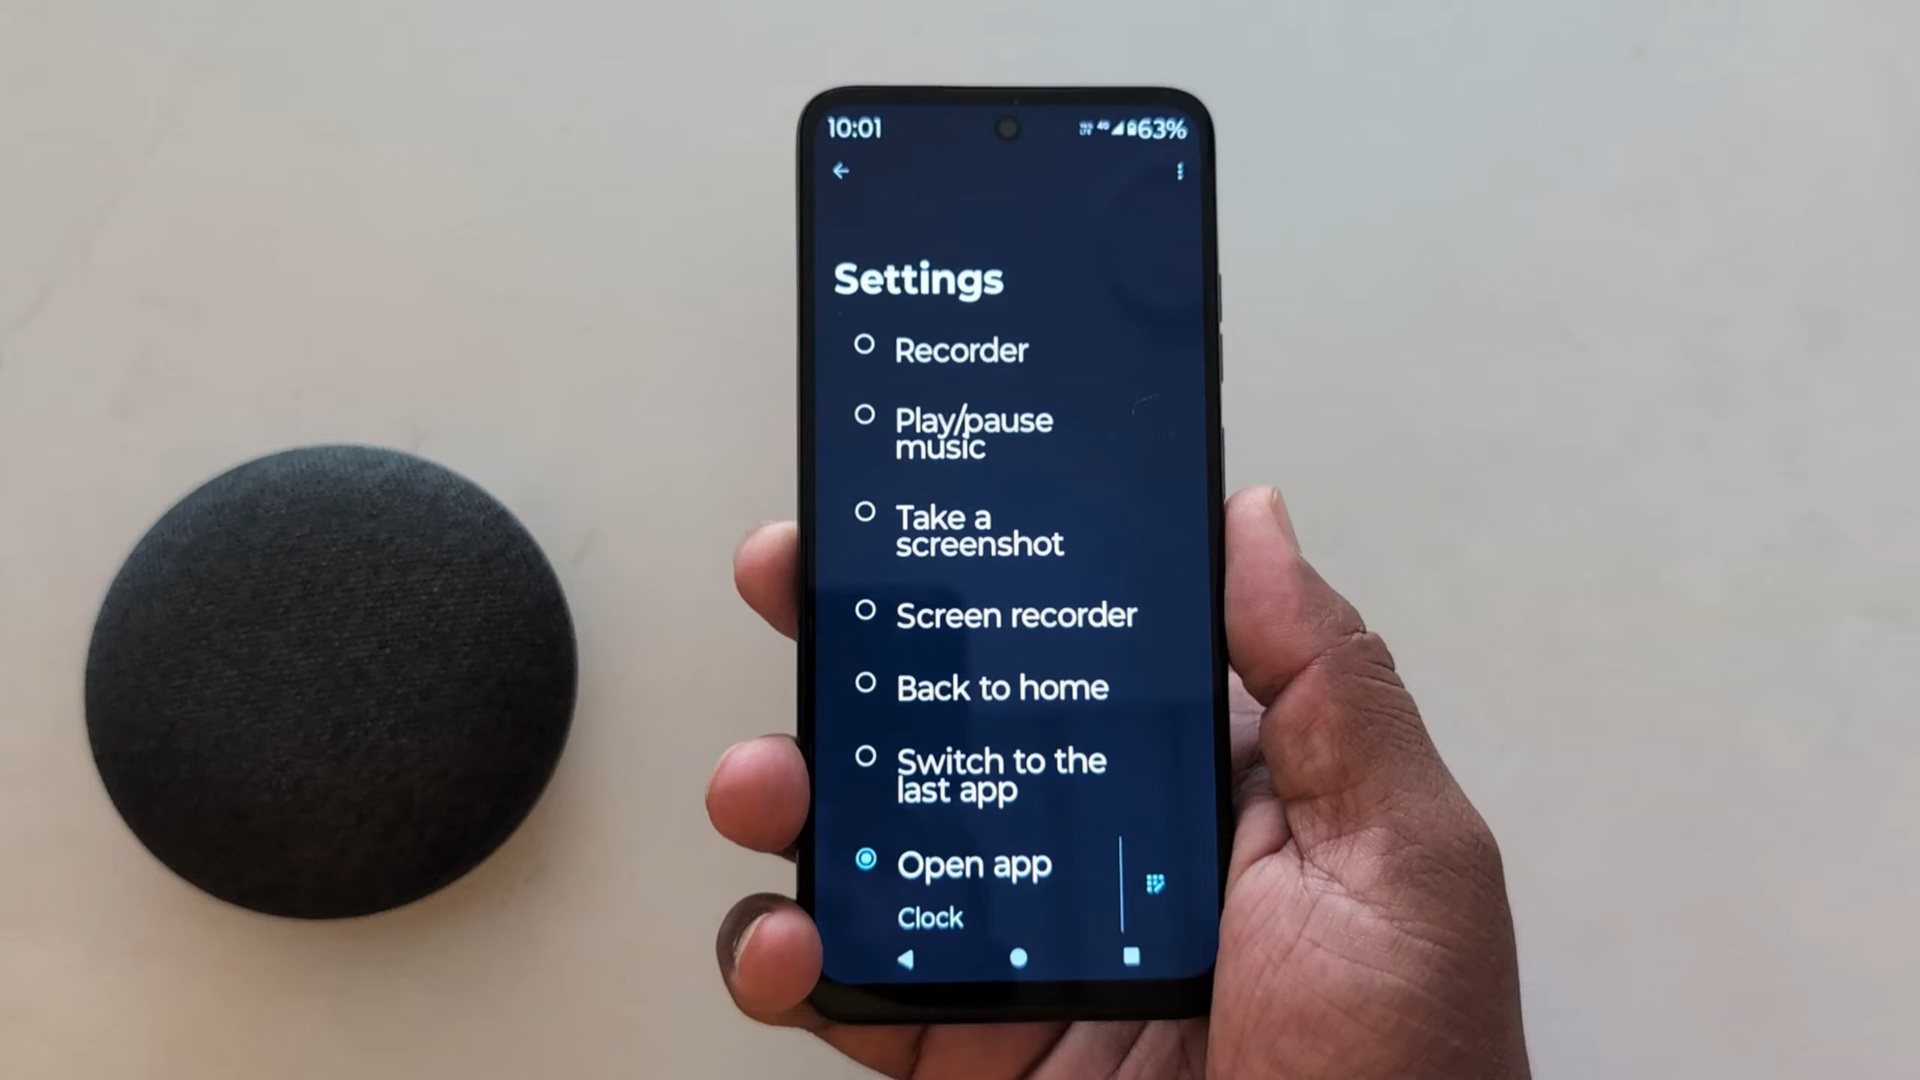 10:01
4G 63%
Settings
Recorder
Play/pause
music
Take a
screenshot
Screen recorder
Back to home
Switch to the
last app
Open app
Clock